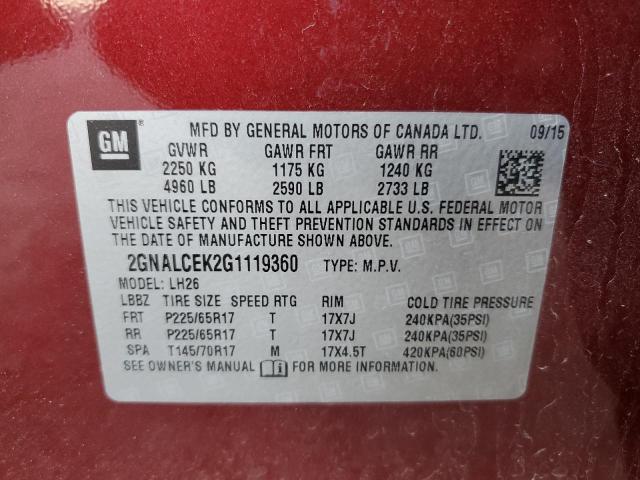 GM
MFD BY GENERAL MOTORS OF CANADA LTD. 09/15
GVWR GAWR FRT GAWR RR
2250 KG 1175 KG 1240 KG
4960 LB 2590 LB 2733 LB
THIS VEHICLE CONFORMS TO ALL APPLICABLE U.S. FEDERAL MOTOR
VEHICLE SAFETY AND THEFT PREVENTION STANDARDS IN EFFECT ON
THE DATE OF MANUFACTURE SHOWN ABOVE.
2GNALCEK2G1119360 TYPE: M.P.V.
MODEL: LH26
LBBZ TIRE SIZE SPEED RTG RIM COLD TIRE PRESSURE
FRT P225/65R17 T 17X7J 240KPA(35PSI)
RR P225/65R17 T 17X7J 240KPA(35PSI)
SPA T145/70R17 M 17X4.5T 420KPA(60PSI)
SEE OWNER'S MANUAL FOR MORE INFORMATION.